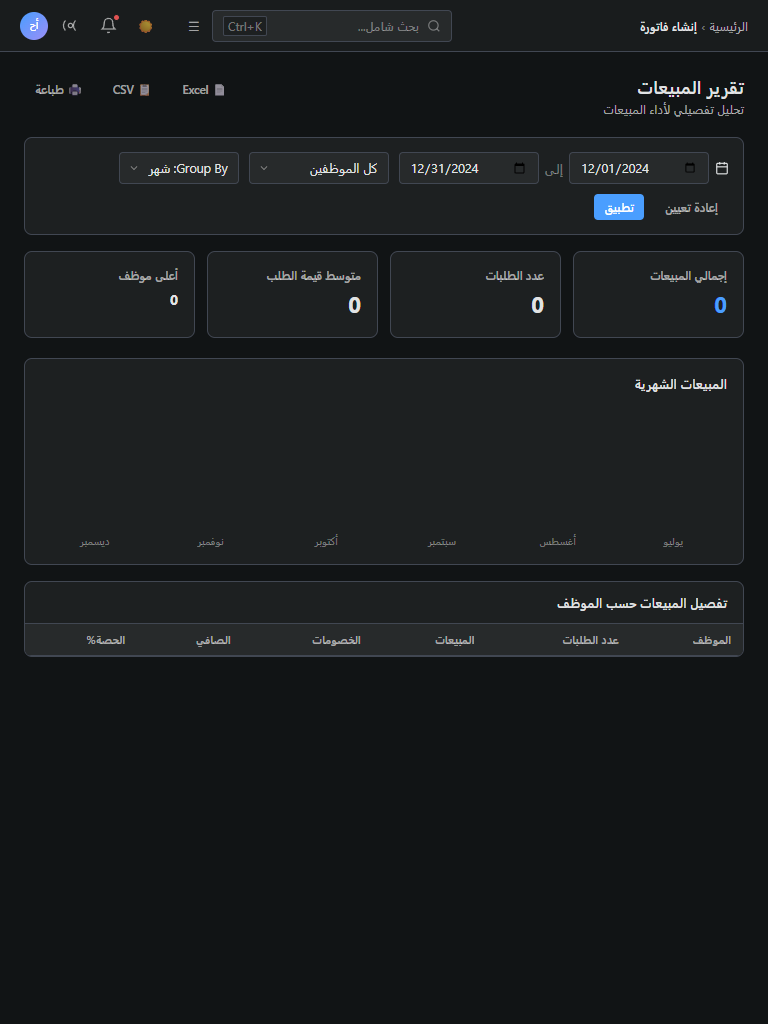 الرئيسية › إنشاء فاتورة
بحث شامل... Ctrl+K
☰
أج
تقرير المبيعات
تحليل تفصيلي لأداء المبيعات
Excel
CSV
طباعة
12/01/2024 إلى 12/31/2024 كل الموظفين Group By: شهر
إعادة تعيين تطبيق
إجمالي المبيعات
0
عدد الطلبات
0
متوسط قيمة الطلب
0
أعلى موظف
0
المبيعات الشهرية
يوليو أغسطس سبتمبر أكتوبر نوفمبر ديسمبر
تفصيل المبيعات حسب الموظف
الموظف عدد الطلبات المبيعات الخصومات الصافي الحصة%